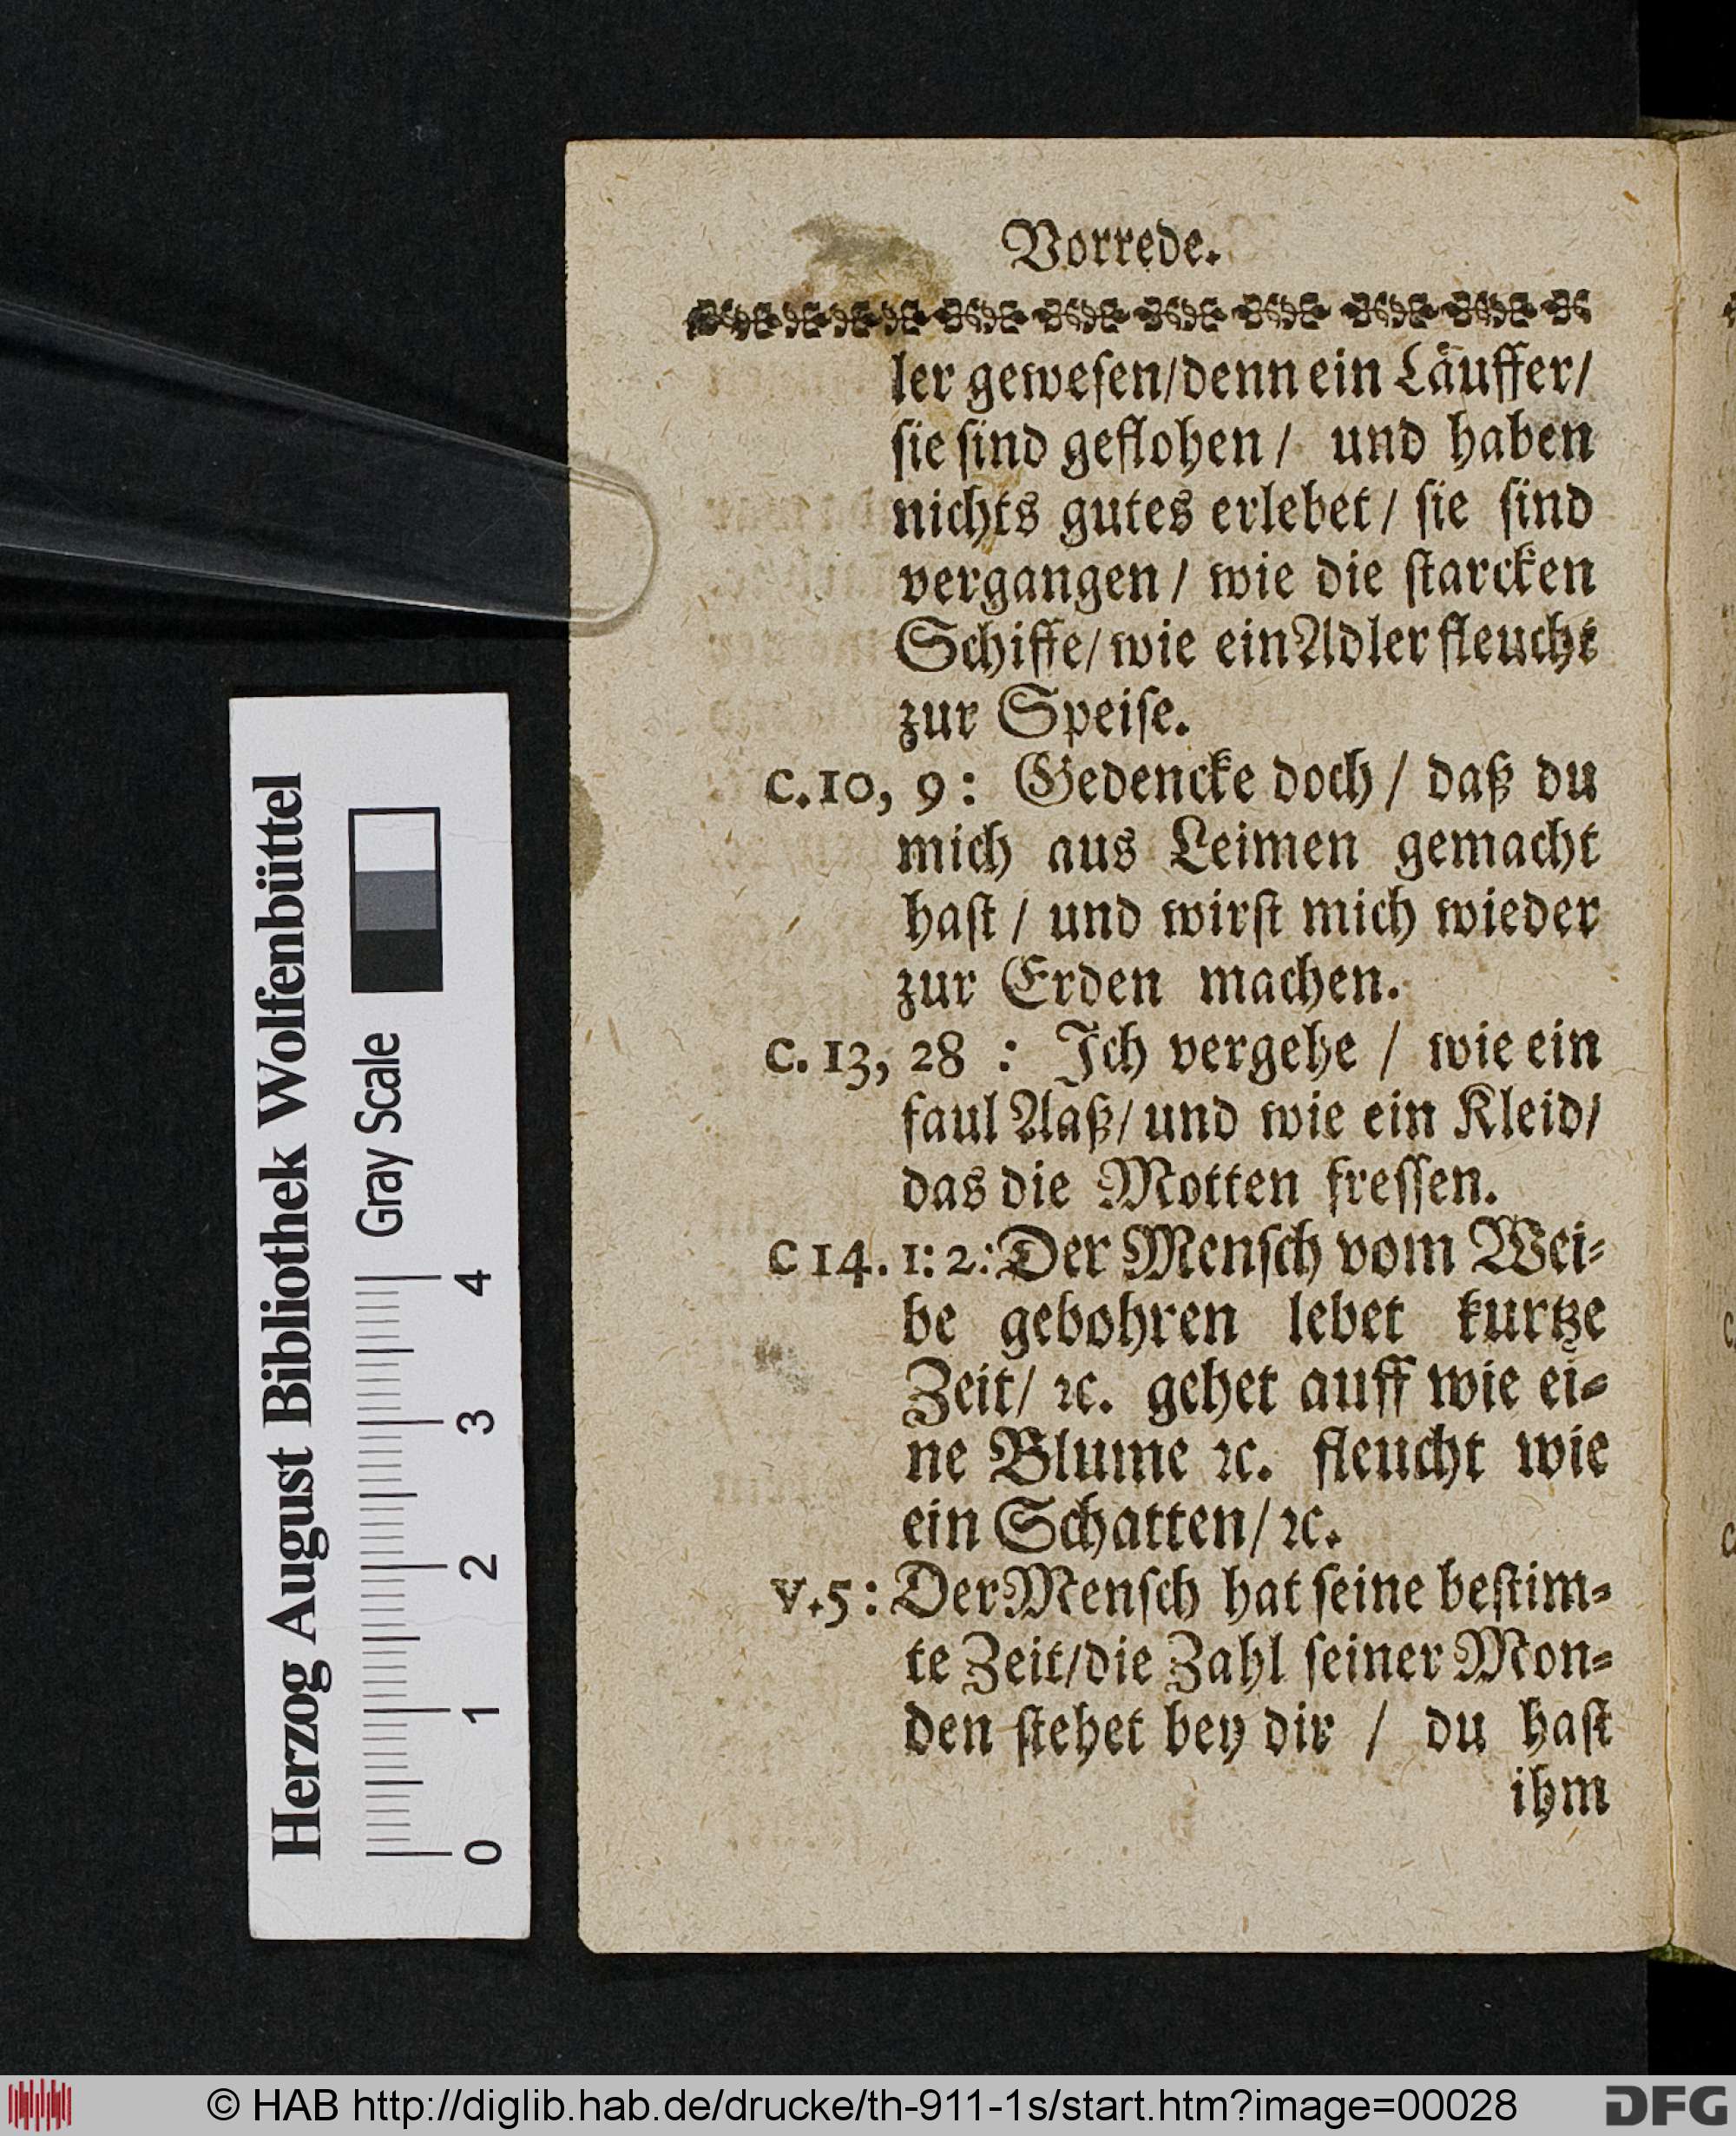 Vorrede.
ler geweſen/denn ein Läuffer/
ſie ſind geflohen/ und haben
nichts gutes erlebet/ ſie ſind
vergangen/ wie die ſtarcken
Schiffe/wie ein Adler fleucht
zur Speiſe.
c.10, 9: Gedencke doch/ daß du
mich aus Leimen gemacht
haſt/ und wirſt mich wieder
zur Erden machen.
c. 13, 28 : Ich vergehe / wie ein
faul Aaß/und wie ein Kleid/
das die Motten freſſen.
c 14. 1: 2: Der Menſch vom Wei⸗
be gebohren lebet kurtze
Zeit/ ꝛc. gehet auff wie ei⸗
ne Blume ꝛc. fleucht wie
ein Schatten/ꝛc.
v.5: Der Menſch hat ſeine beſtim⸗
te Zeit/die Zahl ſeiner Mon⸗
den ſtehet bey dir / du haſt
ihm
Herzog August Bibliothek Wolfenbüttel
Gray Scale
0 1 2 3 4
© HAB http://diglib.hab.de/drucke/th-911-1s/start.htm?image=00028
DFG